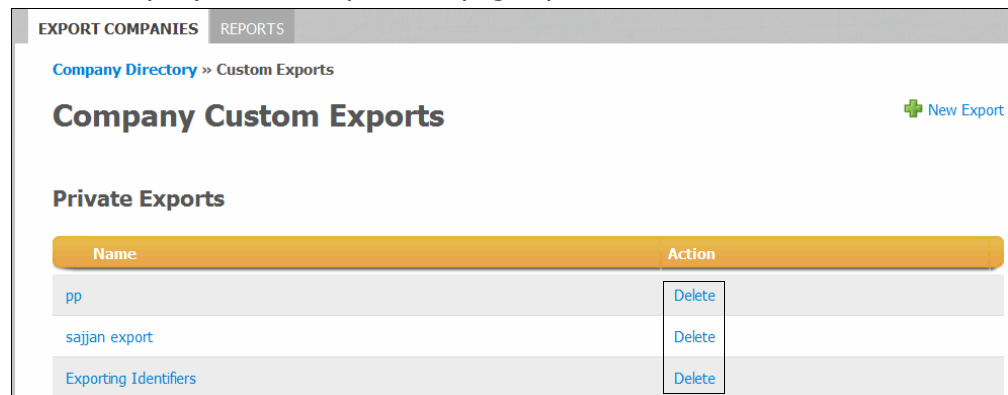 EXPORT COMPANIES REPORTS
Company Directory » Custom Exports
Company Custom Exports
New Export
Private Exports
Name Action
pp Delete
sajjan export Delete
Exporting Identifiers Delete